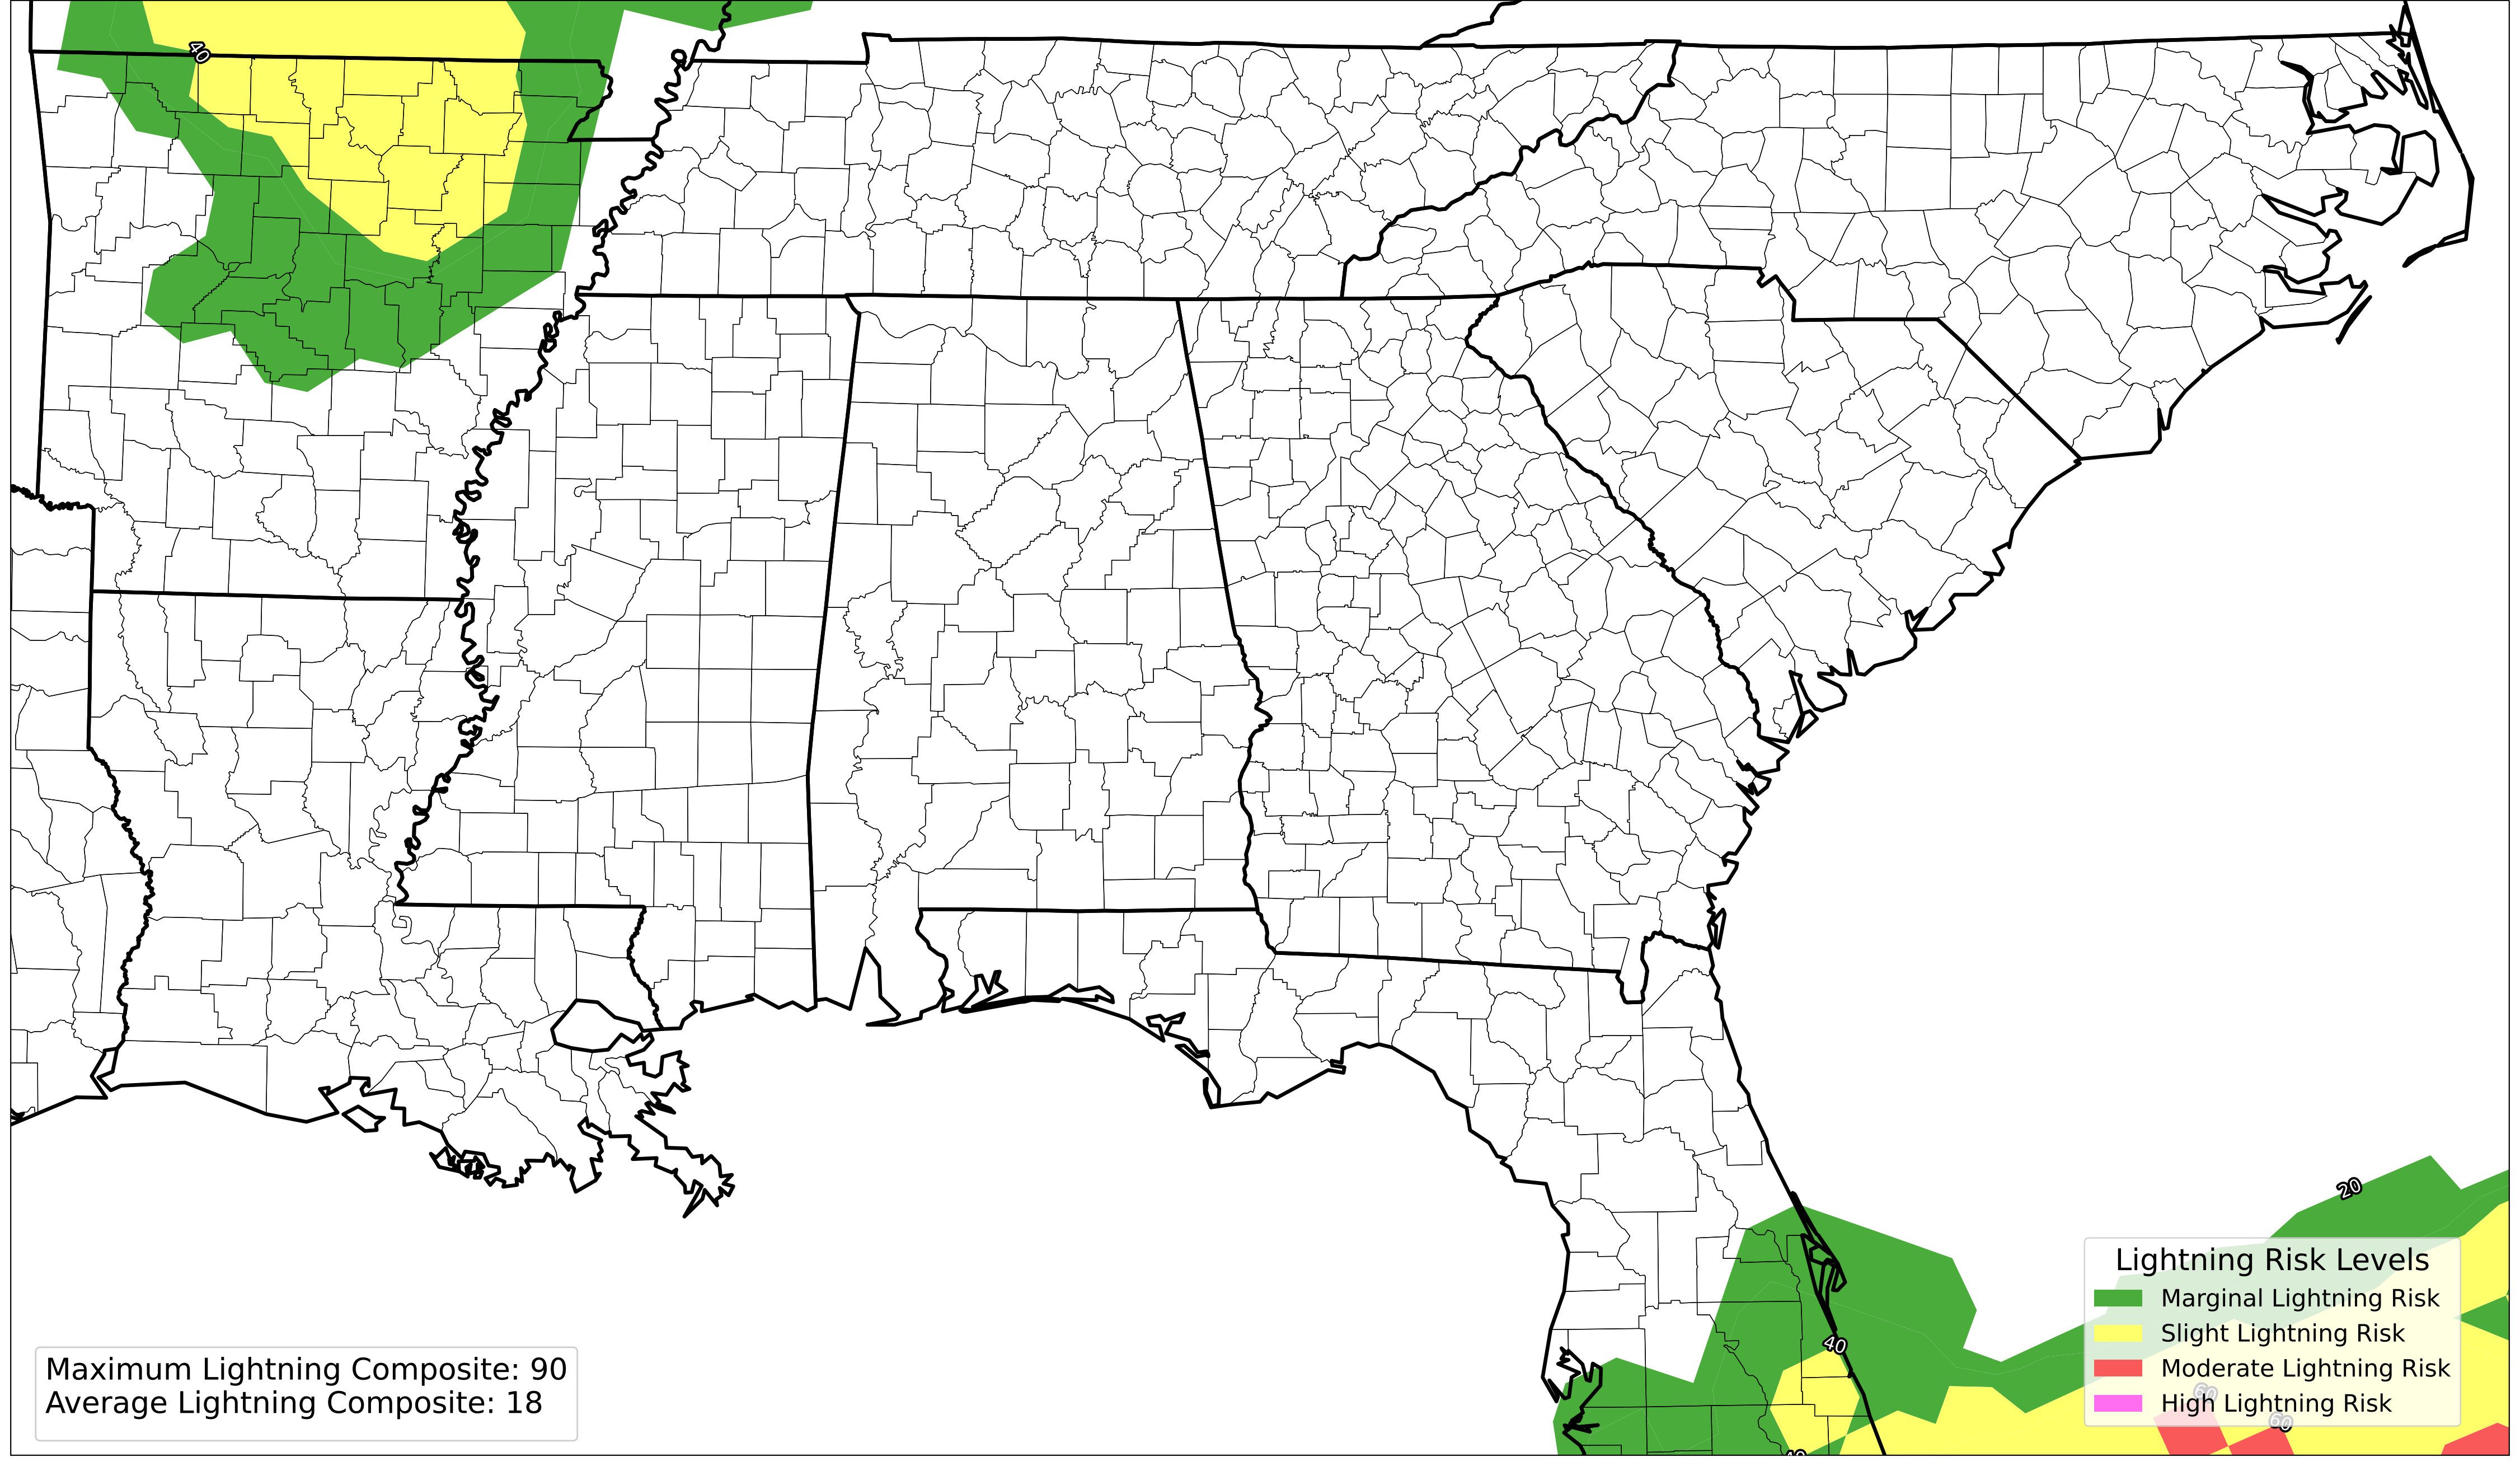 40
20
40
Lightning Risk Levels
Marginal Lightning Risk
Slight Lightning Risk
Moderate Lightning Risk
High Lightning Risk
60
60
Maximum Lightning Composite: 90
Average Lightning Composite: 18